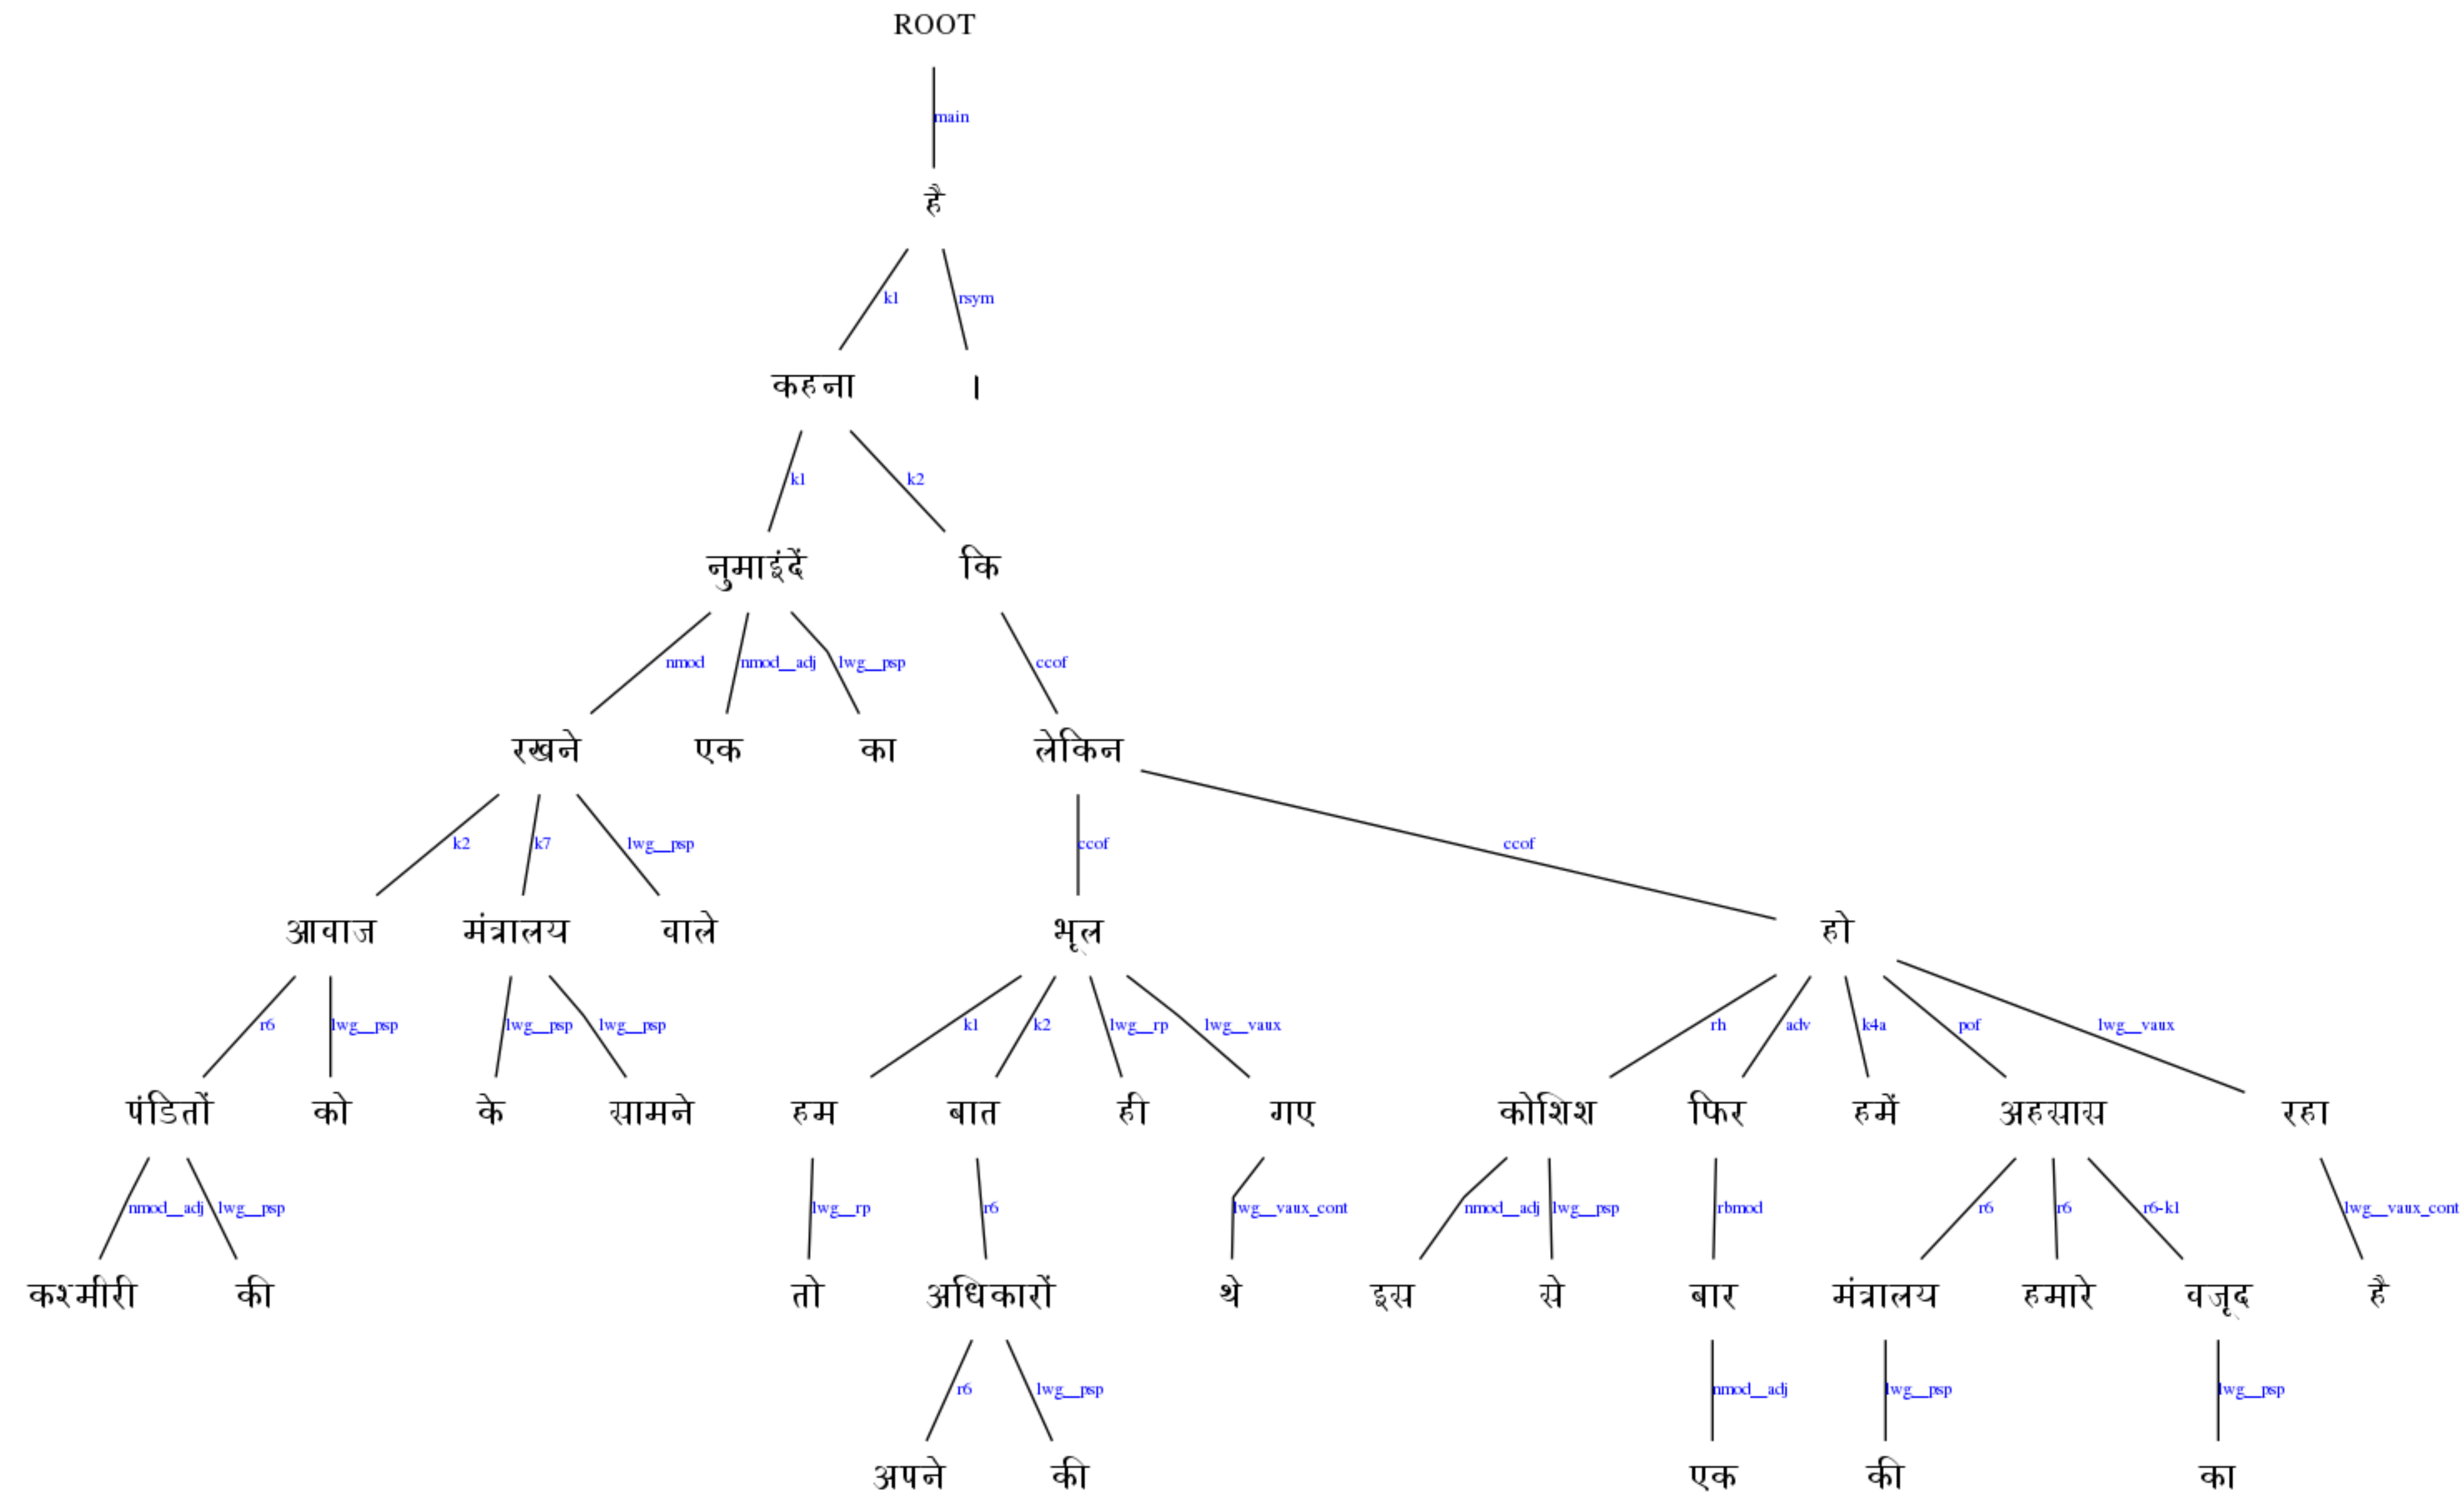 ROOT
main
है
k1 rsym
कहना ।
k1 k2
नुमाइंदें कि
nmod nmod__adj lwg__psp ccof
रखने एक का लेकिन
k2 k7 lwg__psp ccof ccof
आवाज मंत्रालय वाले भूल हो
r6 lwg__psp lwg__psp lwg__psp k1 k2 lwg__rp lwg__vaux rh adv k4a pof lwg__vaux
पंडितों को के सामने हम बात ही गए कोशिश फिर हमें अहसास रहा
nmod__adj lwg__psp lwg__rp r6 lwg__vaux_cont nmod__adj lwg__psp rbmod r6 r6 r6-k1 lwg__vaux_cont
कश्मीरी की तो अधिकारों थे इस से बार मंत्रालय हमारे वजूद है
r6 lwg__psp nmod__adj lwg__psp lwg__psp
अपने की एक की का